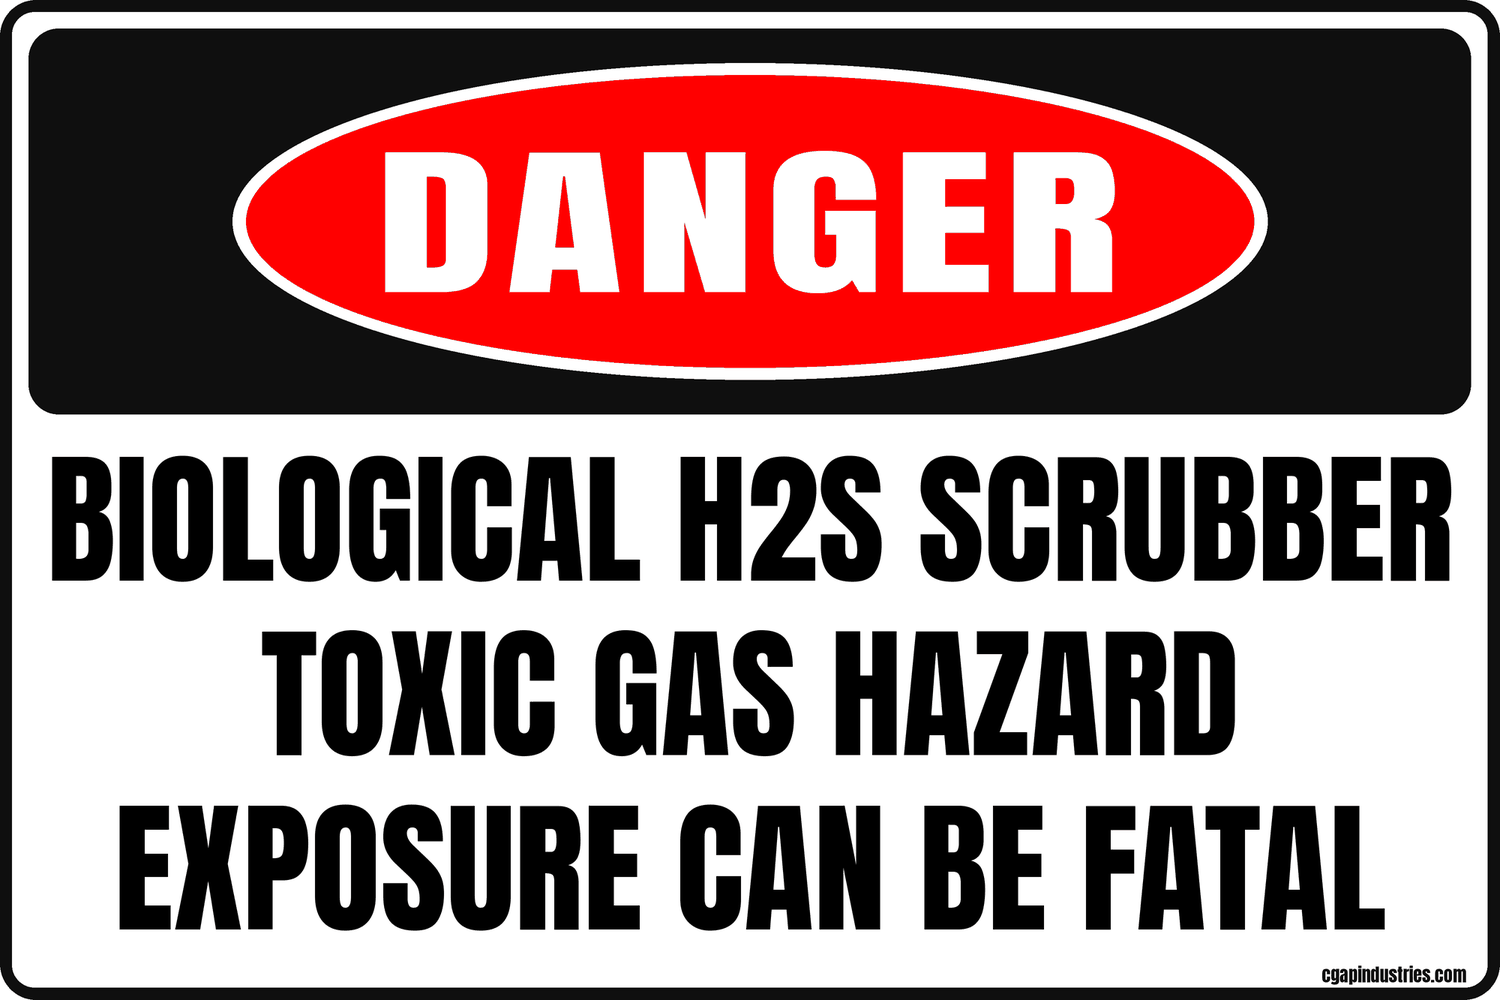 DANGER
BIOLOGICAL H2S SCRUBBER
TOXIC GAS HAZARD
EXPOSURE CAN BE FATAL
cgapindustries.com